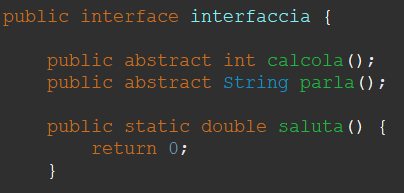 public interface interfaccia {
public abstract int calcola();
public abstract String parla();
public static double saluta() {
return 0;
}